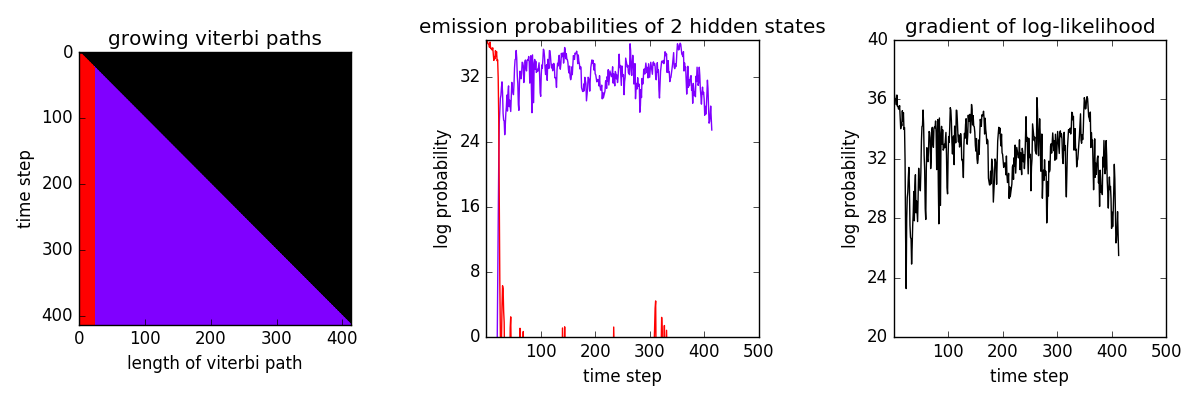 growing viterbi paths
0
100
200
300
400
time step
0 100 200 300 400
length of viterbi path
emission probabilities of 2 hidden states
32
24
16
8
0
log probability
100 200 300 400 500
time step
gradient of log-likelihood
40
36
32
28
24
20
log probability
100 200 300 400 500
time step